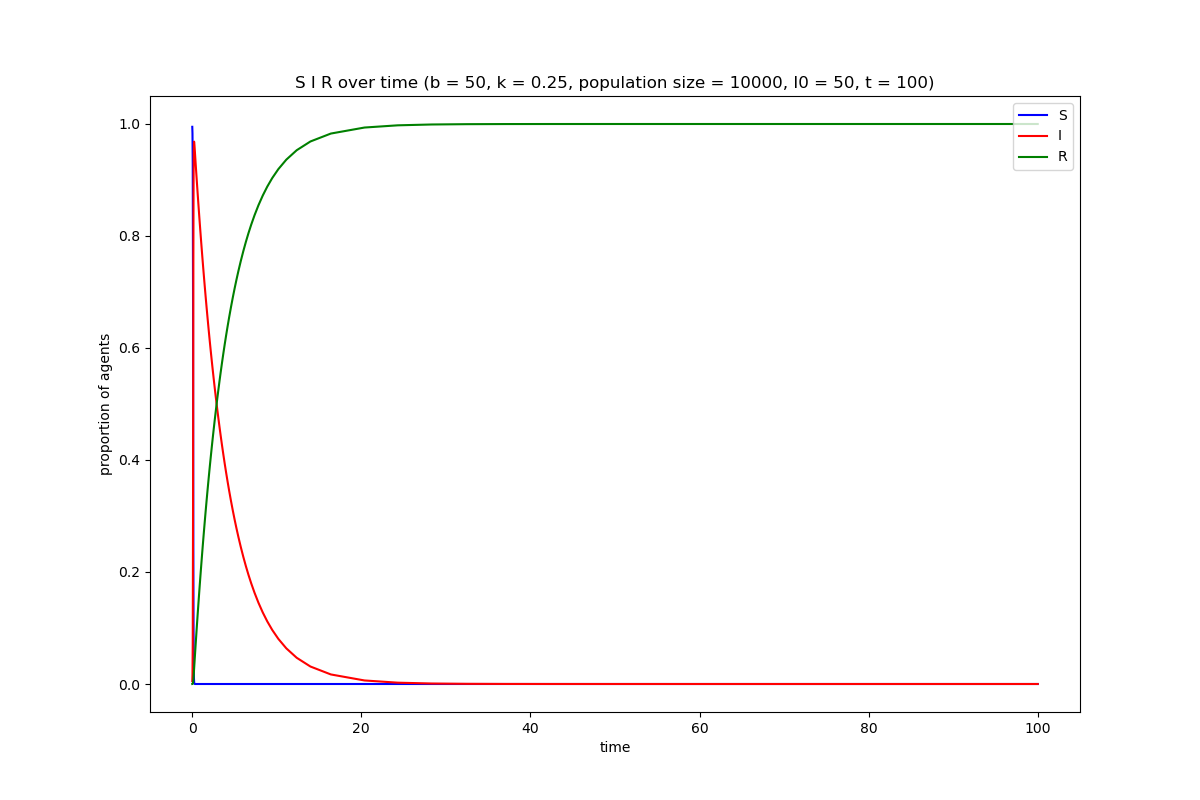 S I R over time (b = 50, k = 0.25, population size = 10000, I0 = 50, t = 100)
S
I
R
1.0
0.8
0.6
0.4
0.2
0.0
proportion of agents
0 20 40 60 80 100
time